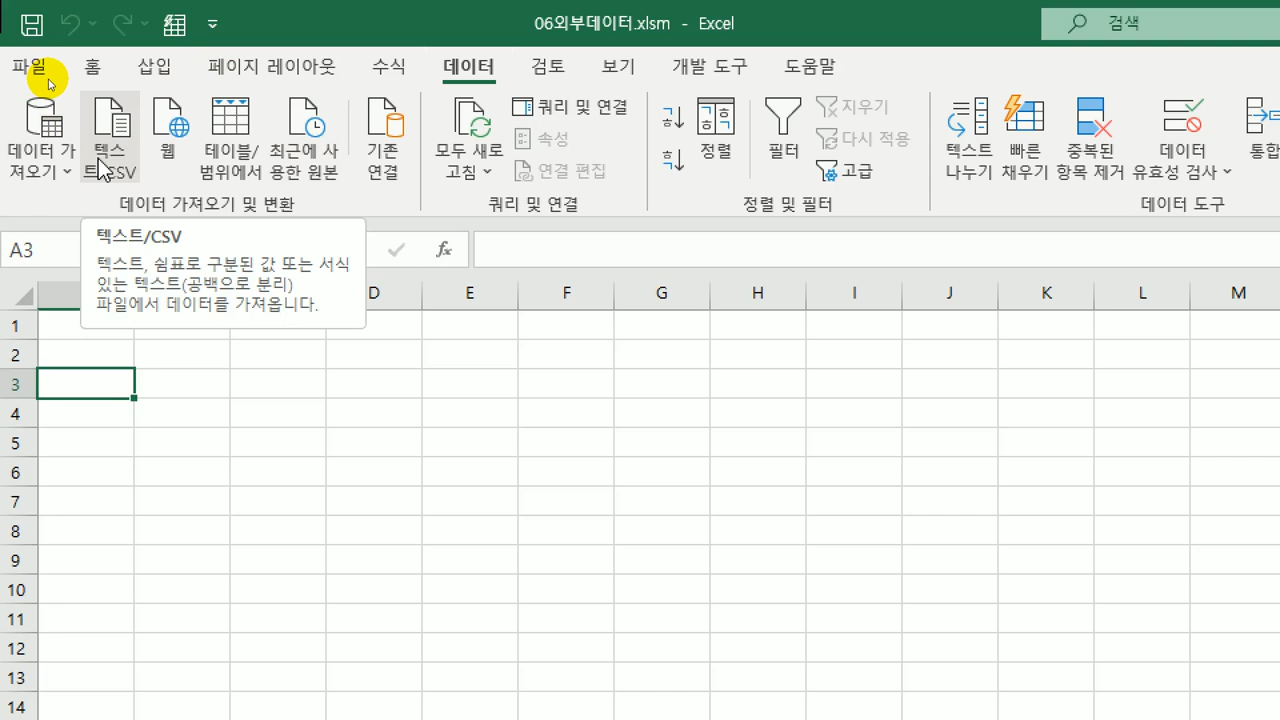 06외부데이터.xlsm - Excel
검색
파일 홈 삽입 페이지 레이아웃 수식 데이터 검토 보기 개발 도구 도움말
데이터 가
져오기
텍스
트/CSV
웹
테이블/
범위에서
최근에 사
용한 원본
기존
연결
데이터 가져오기 및 변환
모두 새로
고침
쿼리 및 연결
속성
연결 편집
쿼리 및 연결
정렬
필터
지우기
다시 적용
고급
정렬 및 필터
텍스트
나누기
빠른
채우기
중복된
항목 제거
데이터
유효성 검사
통합
데이터 도구
A3
fx
텍스트/CSV
텍스트, 쉼표로 구분된 값 또는 서식
있는 텍스트(공백으로 분리)
파일에서 데이터를 가져옵니다.
D E F G H I J K L M
1
2
3
4
5
6
7
8
9
10
11
12
13
14